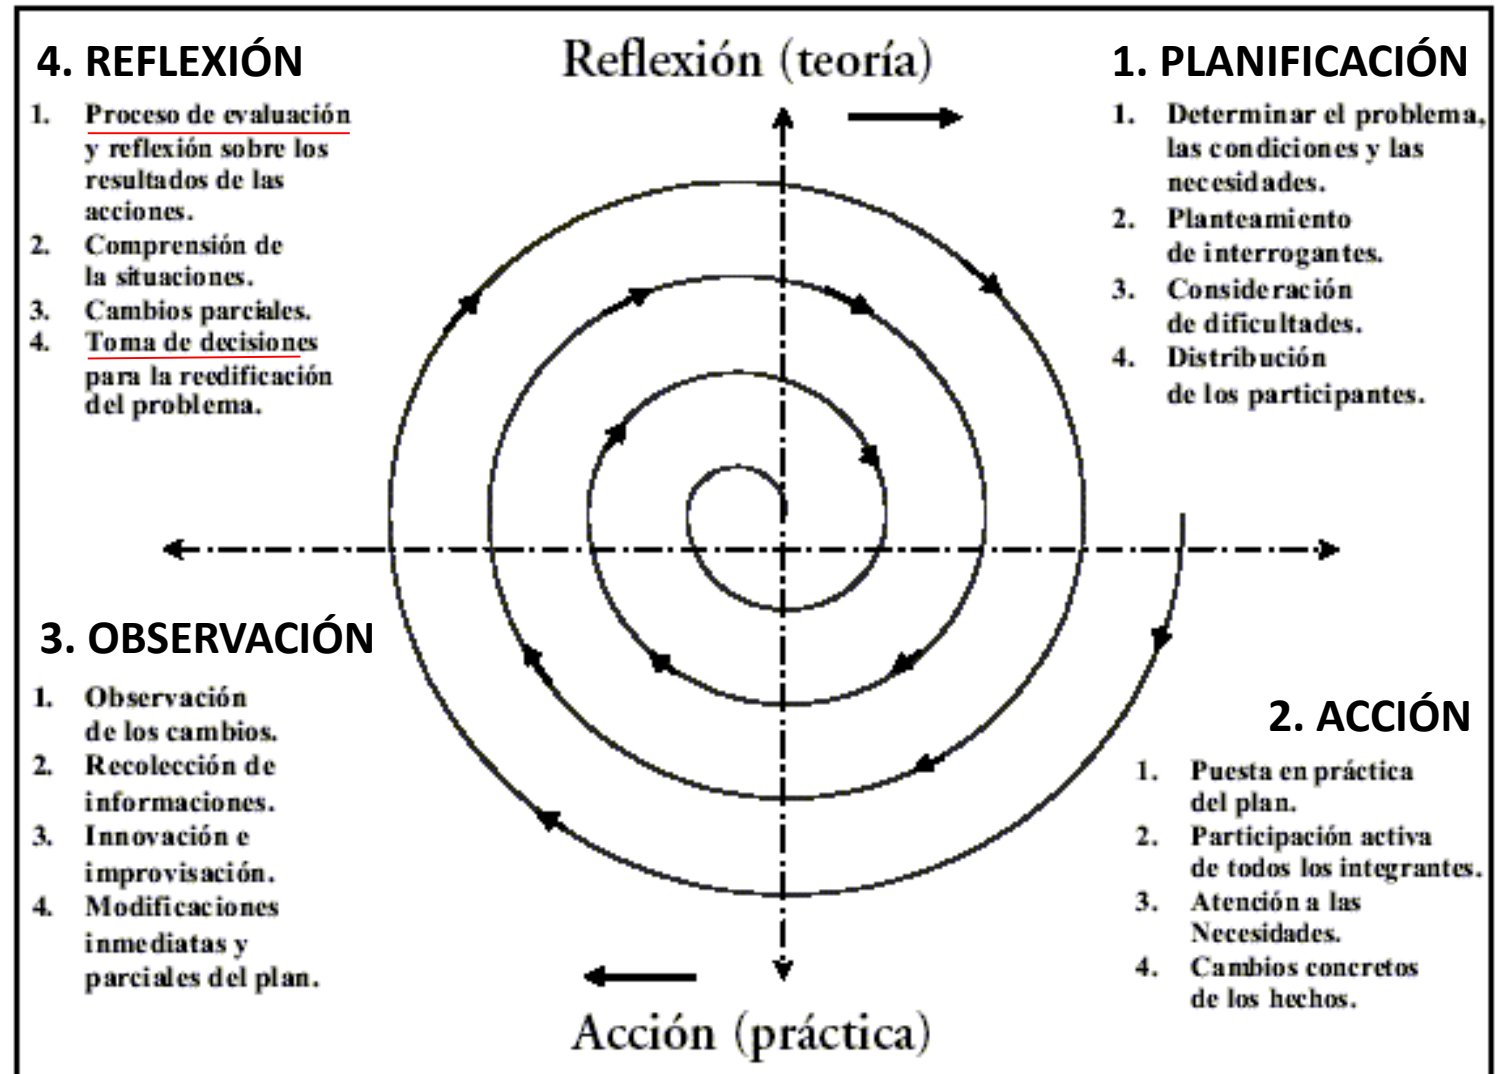 Reflexión (teoría)
4. REFLEXIÓN
1. Proceso de evaluación
y reflexión sobre los
resultados de las
acciones.
2. Comprensión de
la situaciones.
3. Cambios parciales.
4. Toma de decisiones
para la reedificación
del problema.
1. PLANIFICACIÓN
1. Determinar el problema,
las condiciones y las
necesidades.
2. Planteamiento
de interrogantes.
3. Consideración
de dificultades.
4. Distribución
de los participantes.
3. OBSERVACIÓN
1. Observación
de los cambios.
2. Recolección de
informaciones.
3. Innovación e
improvisación.
4. Modificaciones
inmediatas y
parciales del plan.
2. ACCIÓN
1. Puesta en práctica
del plan.
2. Participación activa
de todos los integrantes.
3. Atención a las
Necesidades.
4. Cambios concretos
de los hechos.
Acción (práctica)